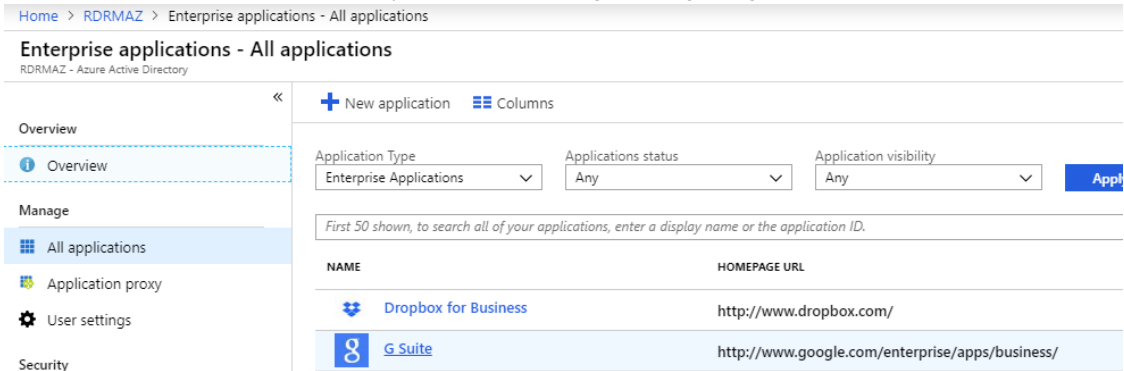 Home > RDRMAZ > Enterprise applications - All applications
Enterprise applications - All applications
RDRMAZ - Azure Active Directory
«
New application
Columns
Overview
Overview
Manage
All applications
Application proxy
User settings
Security
Application Type
Applications status
Application visibility
Enterprise Applications
Any
Any
Apply
First 50 shown, to search all of your applications, enter a display name or the application ID.
NAME
HOMEPAGE URL
Dropbox for Business
http://www.dropbox.com/
G Suite
http://www.google.com/enterprise/apps/business/